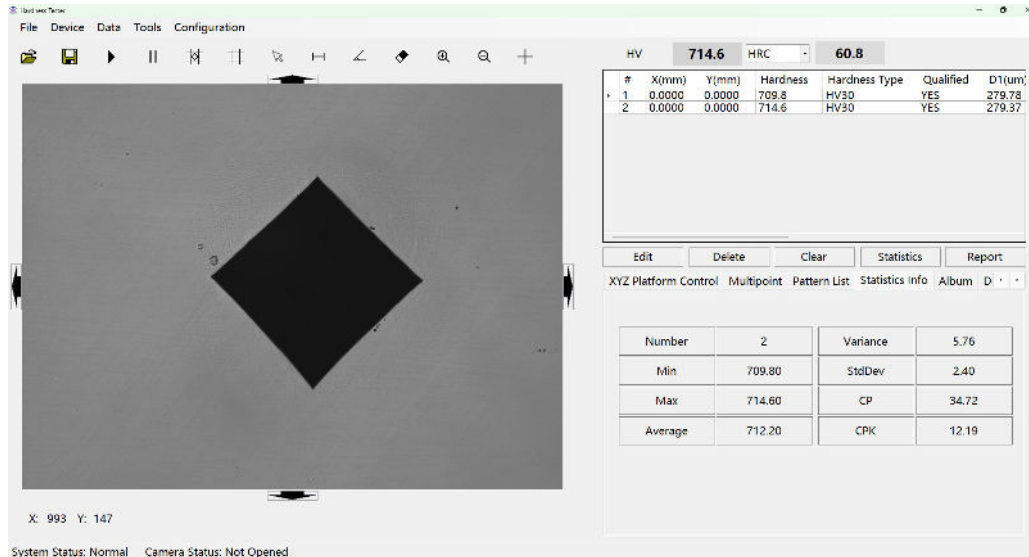 Hardness Tester
File Device Data Tools Configuration
HV 714.6 HRC 60.8
# X(mm) Y(mm) Hardness Hardness Type Qualified D1(um)
1 0.0000 0.0000 709.8 HV30 YES 279.78
2 0.0000 0.0000 714.6 HV30 YES 279.37
Edit Delete Clear Statistics Report
XYZ Platform Control Multipoint Pattern List Statistics Info Album D
Number 2 Variance 5.76
Min 709.80 StdDev 2.40
Max 714.60 CP 34.72
Average 712.20 CPK 12.19
X: 993 Y: 147
System Status: Normal Camera Status: Not Opened